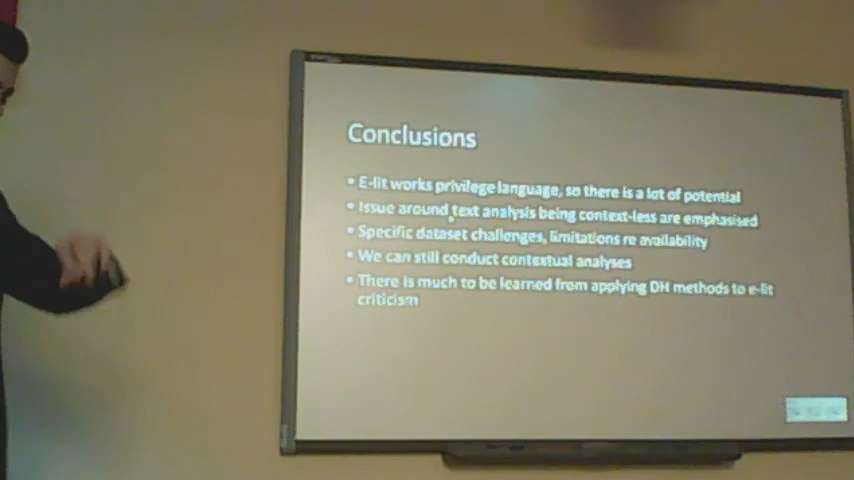 Conclusions
• E-lit works privilege language, so there is a lot of potential
• Issue around text analysis being context-less are emphasised
• Specific dataset challenges, limitations re availability
• We can still conduct contextual analyses
• There is much to be learned from applying DH methods to e-lit
criticism